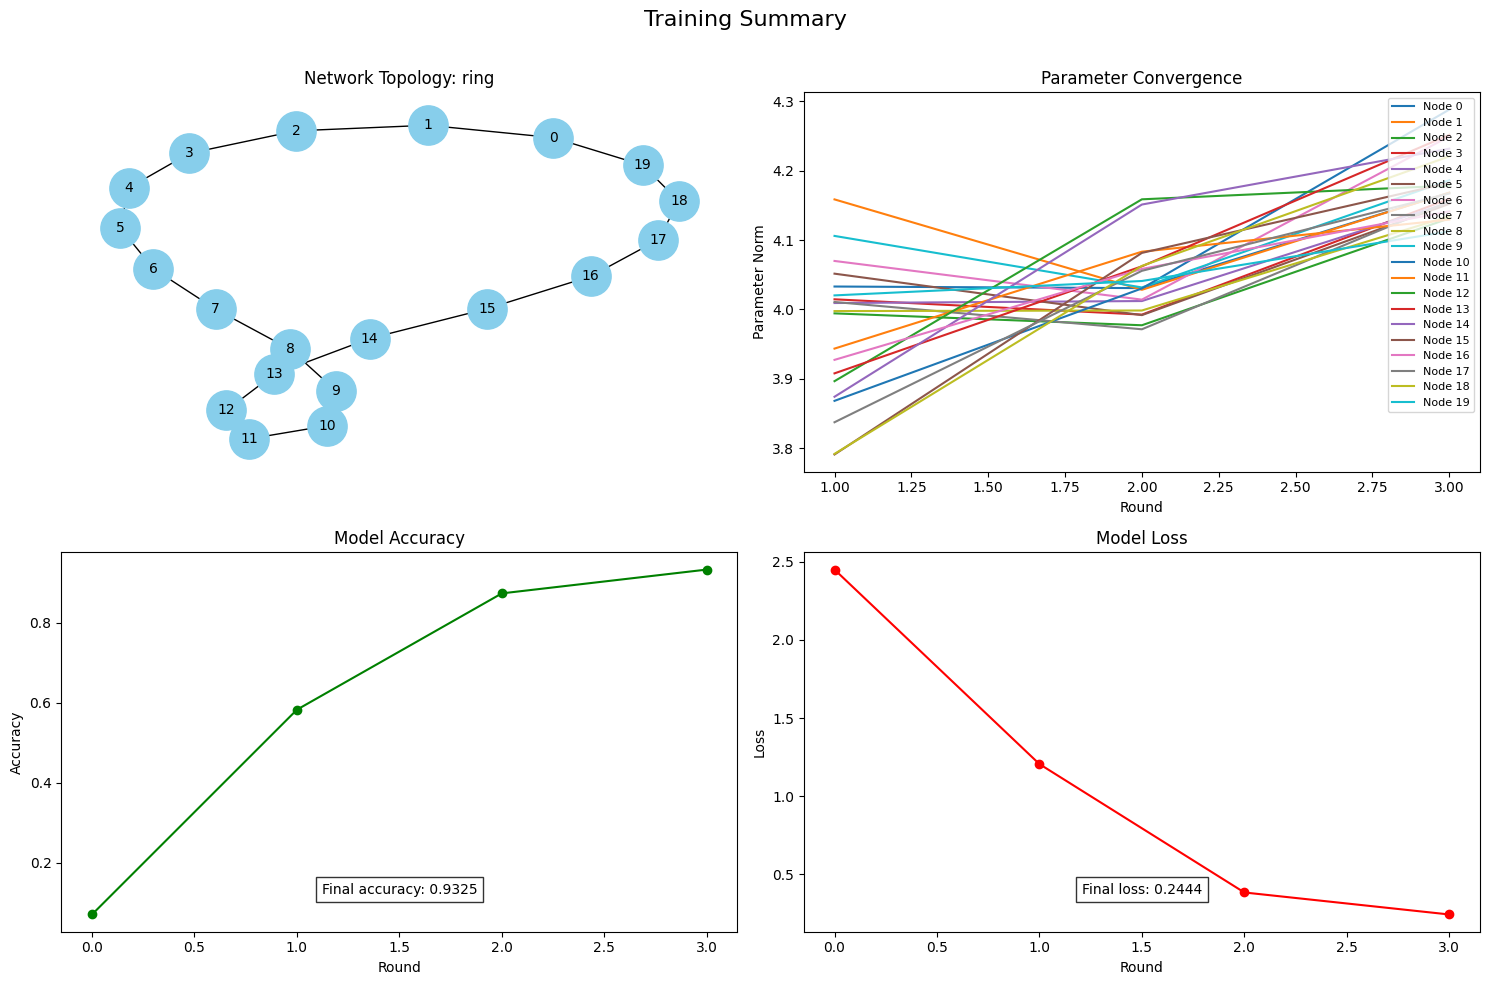 Training Summary
Network Topology: ring
2
1
0
3
19
4
18
5
17
6
16
7
15
14
8
13
9
12
10
11
Parameter Convergence
4.3
4.2
4.1
4.0
3.9
3.8
Parameter Norm
Node 0
Node 1
Node 2
Node 3
Node 4
Node 5
Node 6
Node 7
Node 8
Node 9
Node 10
Node 11
Node 12
Node 13
Node 14
Node 15
Node 16
Node 17
Node 18
Node 19
1.00 1.25 1.50 1.75 2.00 2.25 2.50 2.75 3.00
Round
Model Accuracy
0.8
0.6
0.4
0.2
Accuracy
Final accuracy: 0.9325
0.0 0.5 1.0 1.5 2.0 2.5 3.0
Round
Model Loss
2.5
2.0
1.5
1.0
0.5
Loss
Final loss: 0.2444
0.0 0.5 1.0 1.5 2.0 2.5 3.0
Round